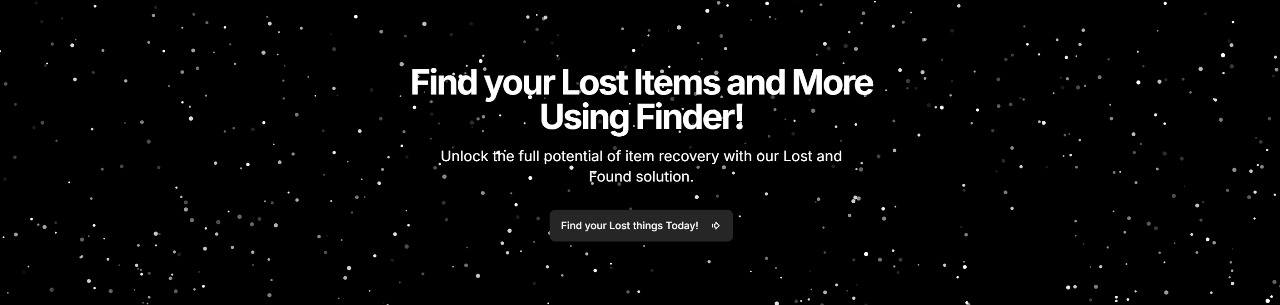 Find your Lost Items and More
Using Finder!
Unlock the full potential of item recovery with our Lost and
Found solution.
Find your Lost things Today!